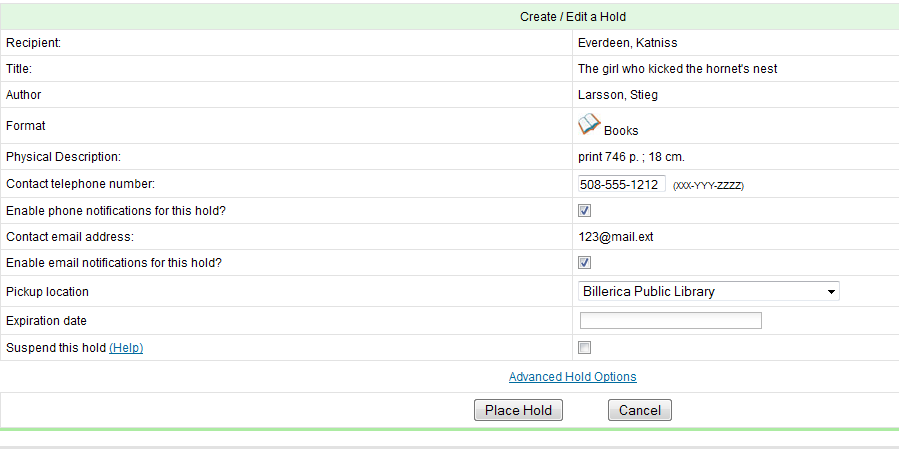 Create / Edit a Hold
Recipient: Everdeen, Katniss
Title: The girl who kicked the hornet's nest
Author Larsson, Stieg
Format Books
Physical Description: print 746 p. ; 18 cm.
Contact telephone number: 508-555-1212 (XXX-YYY-ZZZZ)
Enable phone notifications for this hold?
Contact email address: 123@mail.ext
Enable email notifications for this hold?
Pickup location Billerica Public Library
Expiration date
Suspend this hold (Help)
Advanced Hold Options
Place Hold Cancel